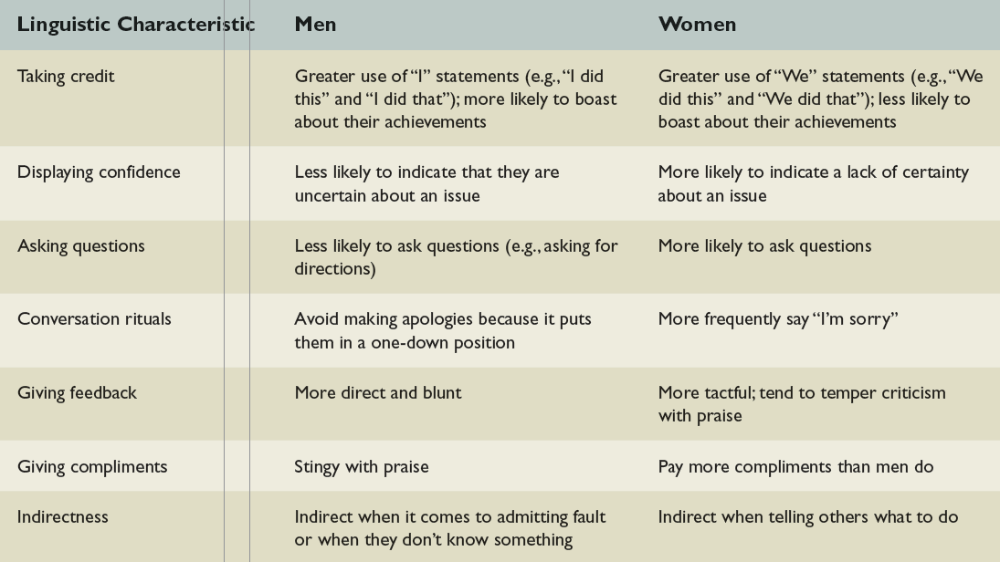 Linguistic Characteristic Men Women
Taking credit Greater use of “I” statements (e.g., “I did Greater use of “We” statements (e.g., “We
this” and “I did that”); more likely to boast did this” and “We did that”); less likely to
about their achievements boast about their achievements
Displaying confidence Less likely to indicate that they are More likely to indicate a lack of certainty
uncertain about an issue about an issue
Asking questions Less likely to ask questions (e.g., asking for More likely to ask questions
directions)
Conversation rituals Avoid making apologies because it puts More frequently say “I’m sorry”
them in a one-down position
Giving feedback More direct and blunt More tactful; tend to temper criticism
with praise
Giving compliments Stingy with praise Pay more compliments than men do
Indirectness Indirect when it comes to admitting fault Indirect when telling others what to do
or when they don’t know something